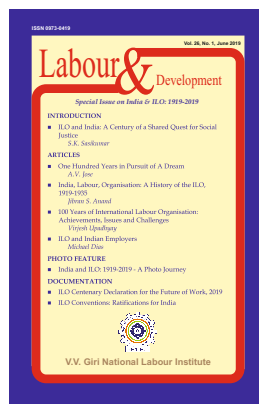 ISSN 0973-0419
Vol. 26, No. 1, June 2019
Labour & Development
Special Issue on India & ILO: 1919-2019
INTRODUCTION
■ ILO and India: A Century of a Shared Quest for Social
Justice
S.K. Sasikumar
ARTICLES
■ One Hundred Years in Pursuit of A Dream
A.V. Jose
■ India, Labour, Organisation: A History of the ILO,
1919-1935
Jibran S. Anand
■ 100 Years of International Labour Organisation:
Achievements, Issues and Challenges
Virjesh Upadhyay
■ ILO and Indian Employers
Michael Dias
PHOTO FEATURE
■ India and ILO: 1919-2019 - A Photo Journey
DOCUMENTATION
■ ILO Centenary Declaration for the Future of Work, 2019
■ ILO Conventions: Ratifications for India
V.V. Giri National Labour Institute